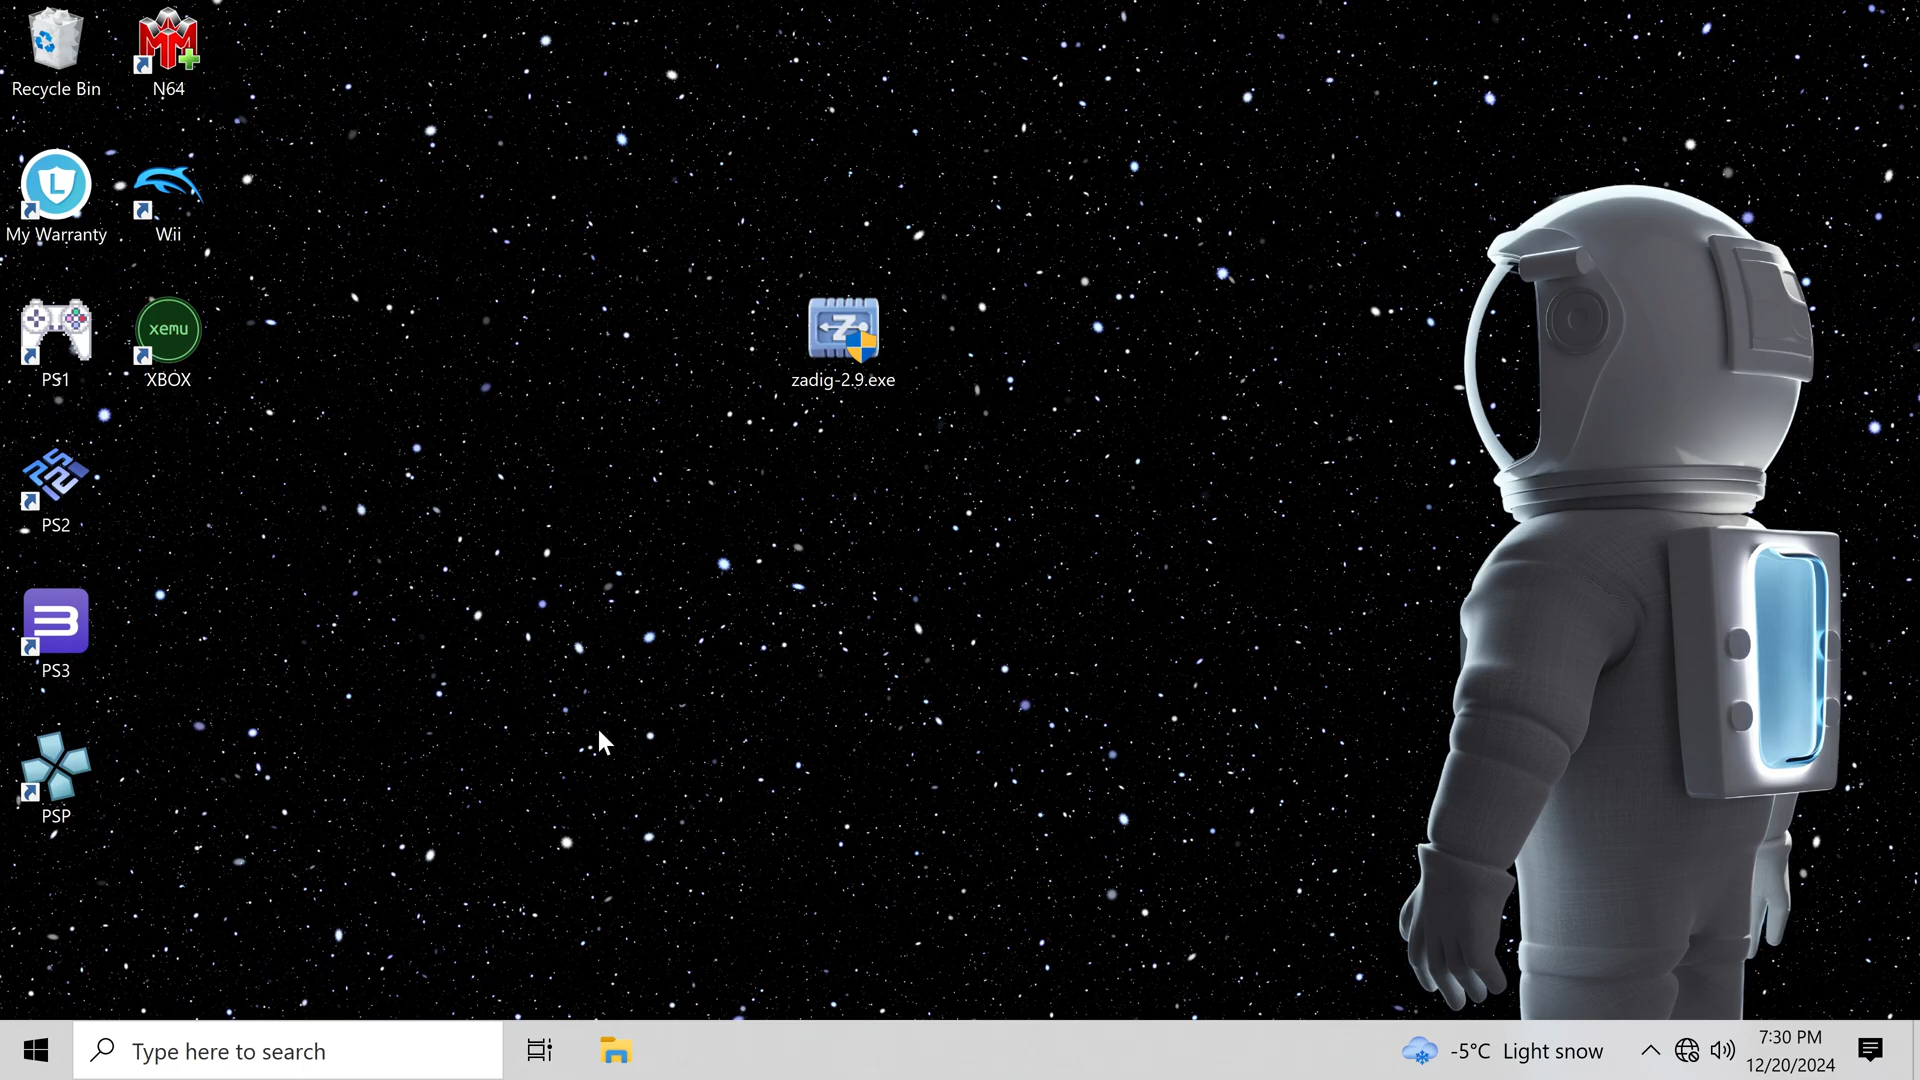 Recycle Bin
N64
L
My Warranty
Wii
xemu
PS1
XBOX
Z
zadig-2.9.exe
PS2
PS3
PSP
Type here to search
-5°C Light snow
7:30 PM
12/20/2024